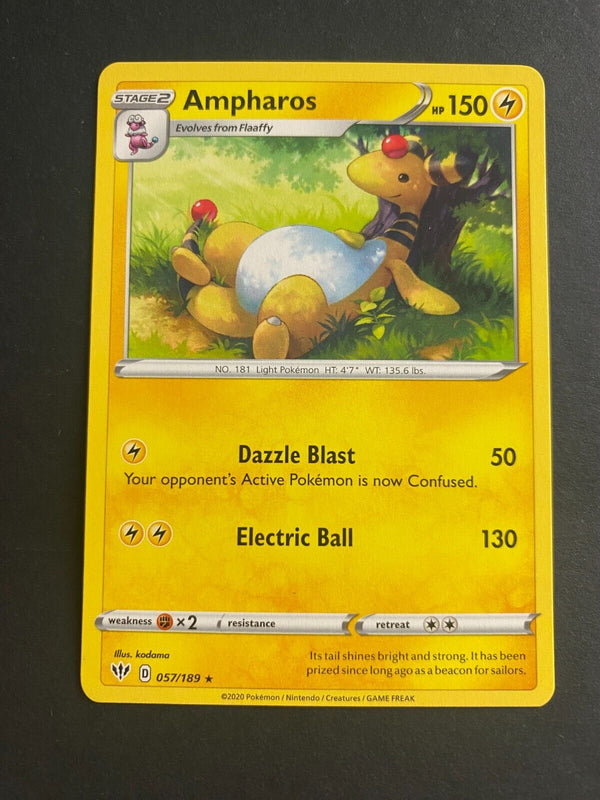 STAGE 2 Ampharos HP 150
Evolves from Flaaffy
NO. 181 Light Pokémon HT: 4'7" WT: 135.6 lbs.
Dazzle Blast 50
Your opponent's Active Pokémon is now Confused.
Electric Ball 130
weakness ×2 resistance retreat
Illus. kodama
Its tail shines bright and strong. It has been
prized since long ago as a beacon for sailors.
D 057/189 ★
©2020 Pokémon / Nintendo / Creatures / GAME FREAK